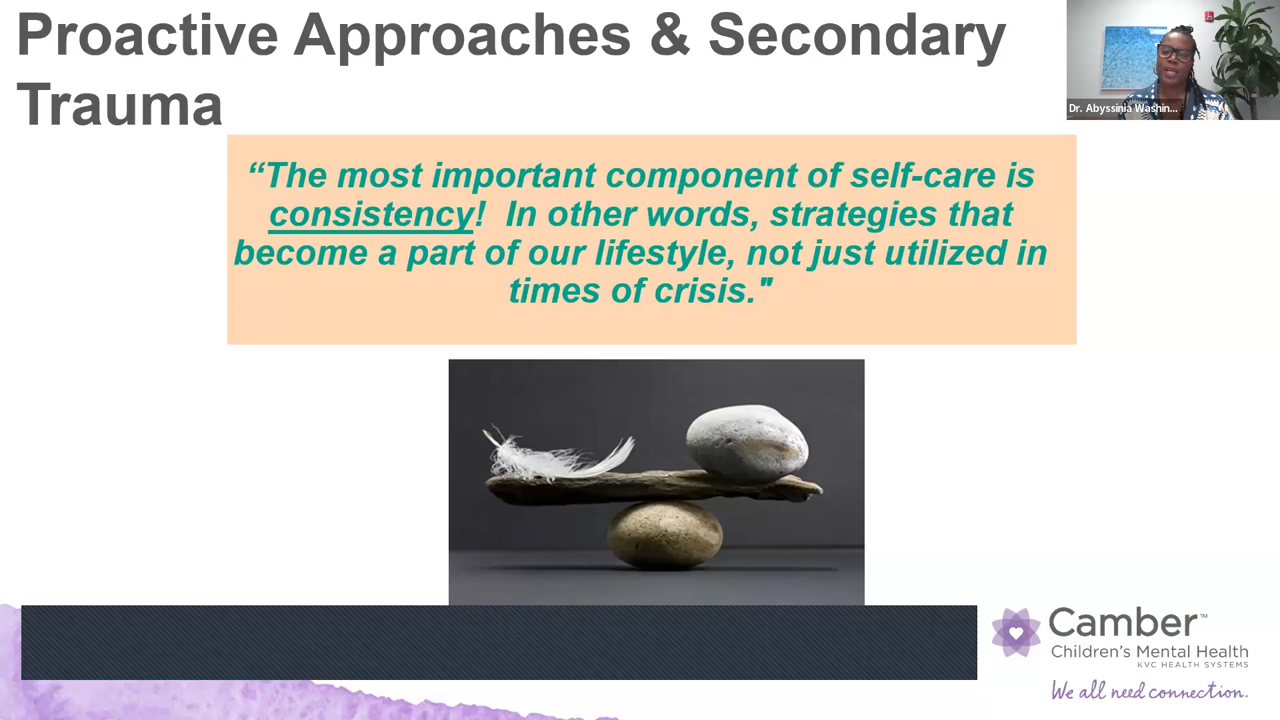 Proactive Approaches & Secondary
Trauma
Dr. Abyssinia Washin...
“The most important component of self-care is
consistency!  In other words, strategies that
become a part of our lifestyle, not just utilized in
times of crisis."
Camber™
Children's Mental Health
KVC HEALTH SYSTEMS
We all need connection.